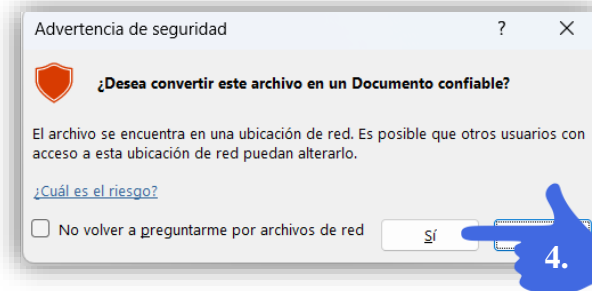 Advertencia de seguridad ? X
¿Desea convertir este archivo en un Documento confiable?
El archivo se encuentra en una ubicación de red. Es posible que otros usuarios con
acceso a esta ubicación de red puedan alterarlo.
¿Cuál es el riesgo?
No volver a preguntarme por archivos de red Sí
4.